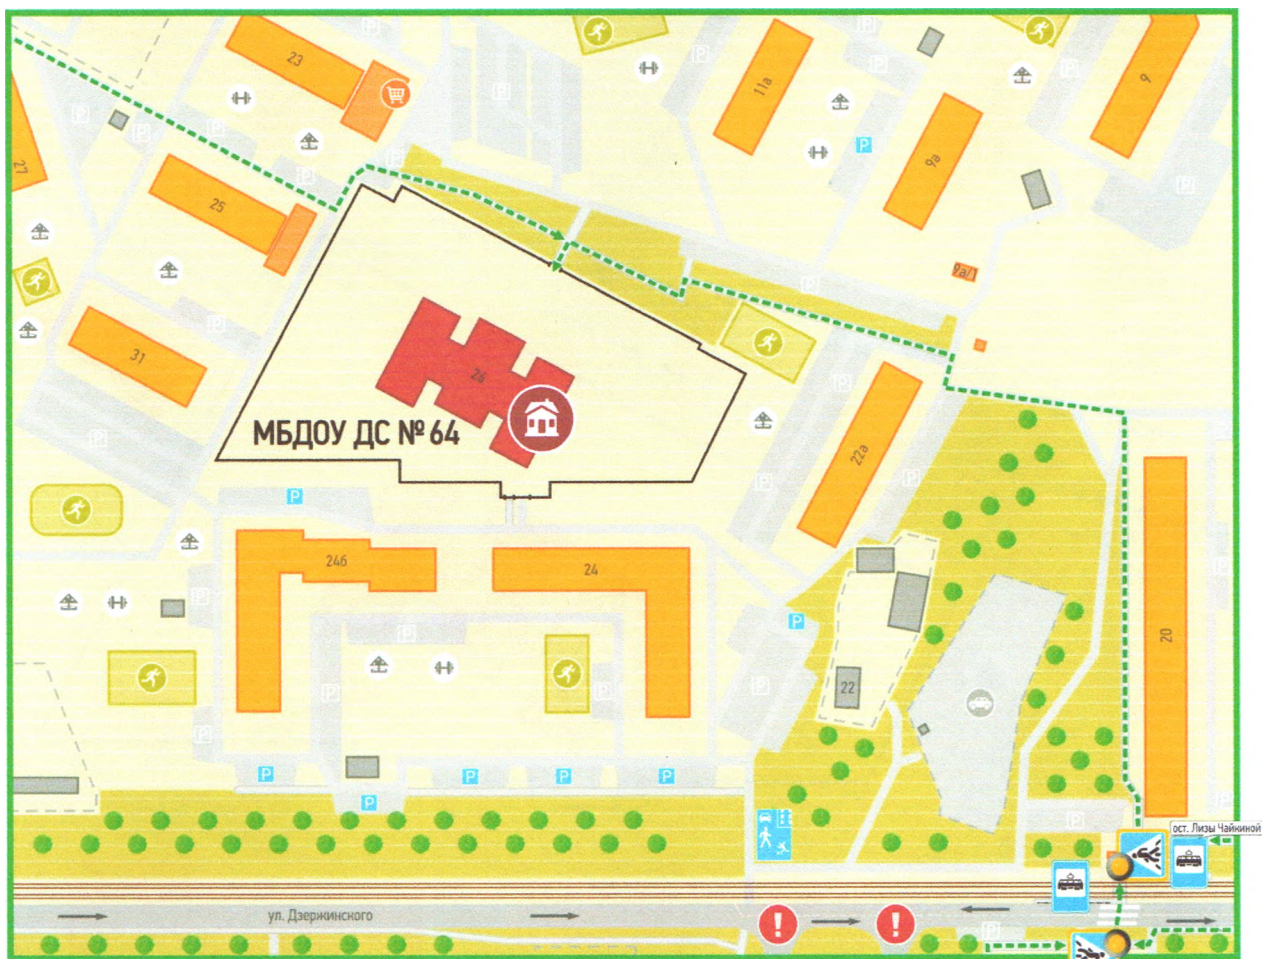 23
11а
9
Р
9а
27
25
9а/1
31
26
МБДОУ ДС № 64
22а
Р
24б
24
20
Р
22
Р
Р
Р
Р
Р
ост. Лизы Чайкиной
ул. Дзержинского